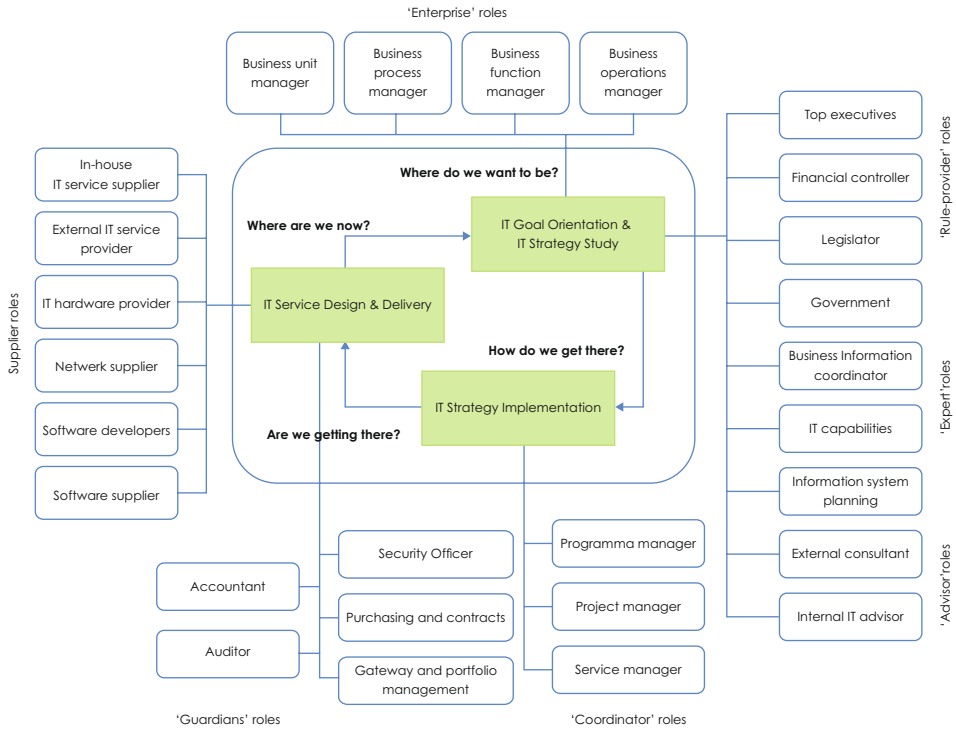 ‘Enterprise’ roles
Business unit
manager
Business
process
manager
Business
function
manager
Business
operations
manager
Where do we want to be?
Where are we now?
IT Goal Orientation &
IT Strategy Study
IT Service Design & Delivery
How do we get there?
IT Strategy Implementation
Are we getting there?
Supplier roles
In-house
IT service supplier
External IT service
provider
IT hardware provider
Netwerk supplier
Software developers
Software supplier
Top executives
Financial controller
Legislator
Government
‘Rule-provider’ roles
Business Information
coordinator
IT capabilities
Information system
planning
‘Expert’roles
External consultant
Internal IT advisor
‘Advisor’roles
Accountant
Auditor
Security Officer
Purchasing and contracts
Gateway and portfolio
management
‘Guardians’ roles
Programma manager
Project manager
Service manager
‘Coordinator’ roles